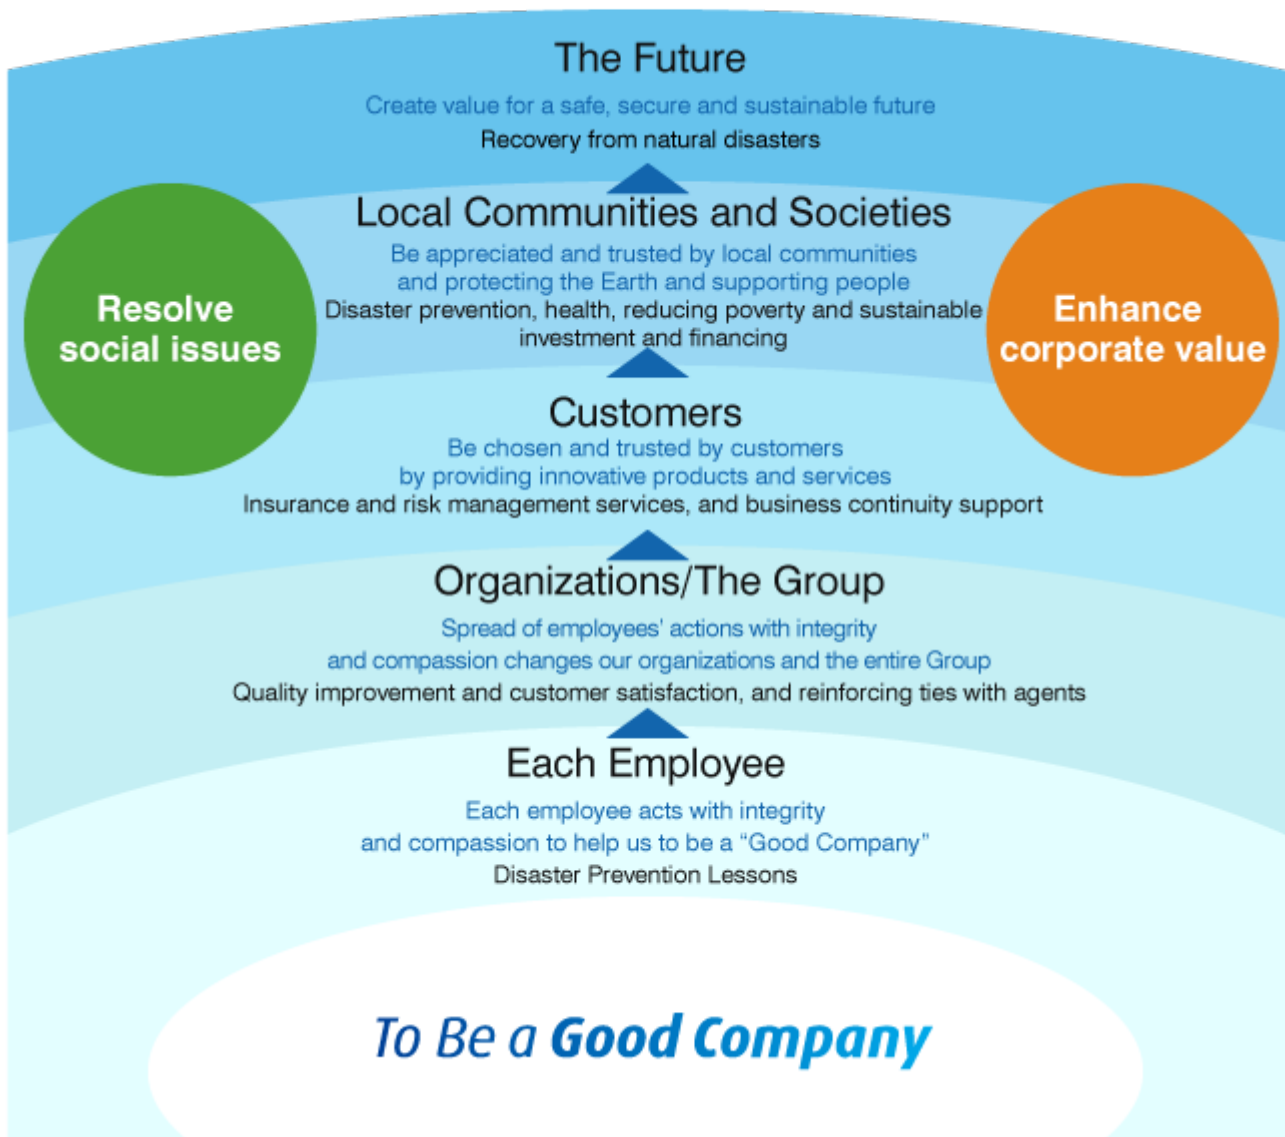 The Future
Create value for a safe, secure and sustainable future
Recovery from natural disasters
Local Communities and Societies
Be appreciated and trusted by local communities
and protecting the Earth and supporting people
Disaster prevention, health, reducing poverty and sustainable
investment and financing
Resolve
social issues
Enhance
corporate value
Customers
Be chosen and trusted by customers
by providing innovative products and services
Insurance and risk management services, and business continuity support
Organizations/The Group
Spread of employees’ actions with integrity
and compassion changes our organizations and the entire Group
Quality improvement and customer satisfaction, and reinforcing ties with agents
Each Employee
Each employee acts with integrity
and compassion to help us to be a “Good Company”
Disaster Prevention Lessons
To Be a Good Company